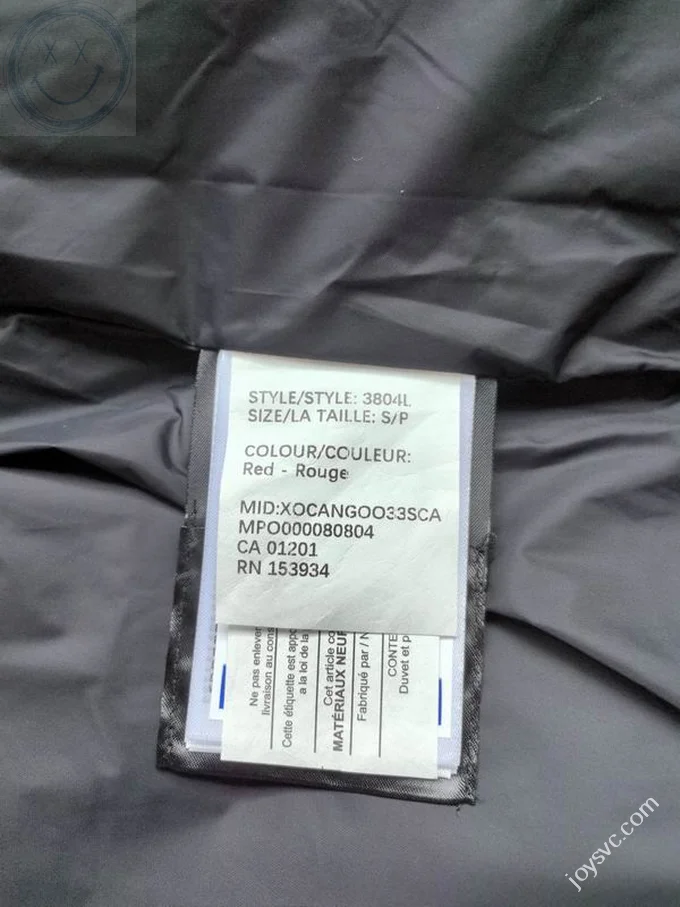 STYLE/STYLE: 3804L
SIZE/LA TAILLE: S/P
COLOUR/COULEUR:
Red - Rouge
MID:XOCANGOO33SCA
MPO000080804
CA 01201
RN 153934
Ne pas enlever
livraison au cons
Cette étiquette est appo
a la loi de la
Cet article co
MATÉRIAUX NEUF
Fabriqué par / N
CONTE
Duvet et p
joysvc.com